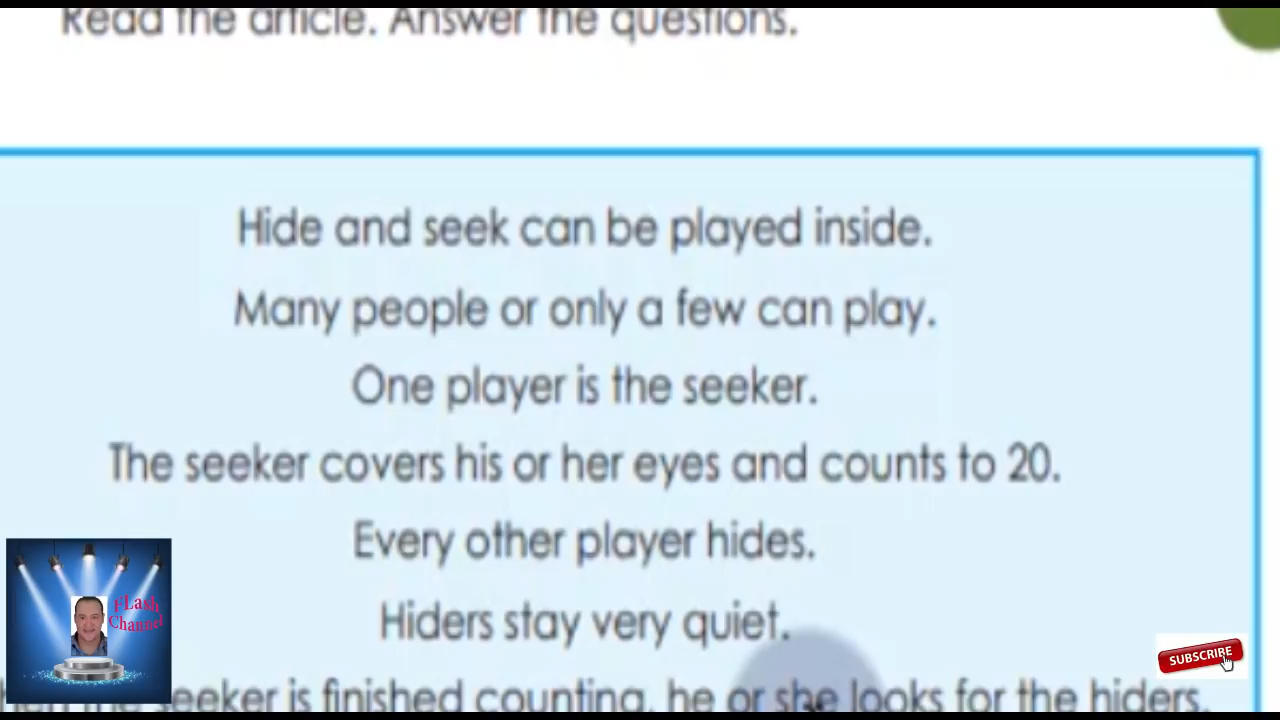 Read the article. Answer the questions.
Hide and seek can be played inside.
Many people or only a few can play.
One player is the seeker.
The seeker covers his or her eyes and counts to 20.
Every other player hides.
Hiders stay very quiet.
seeker is finished counting, he or she looks for the hiders.
FLash
Channel
SUBSCRIBE